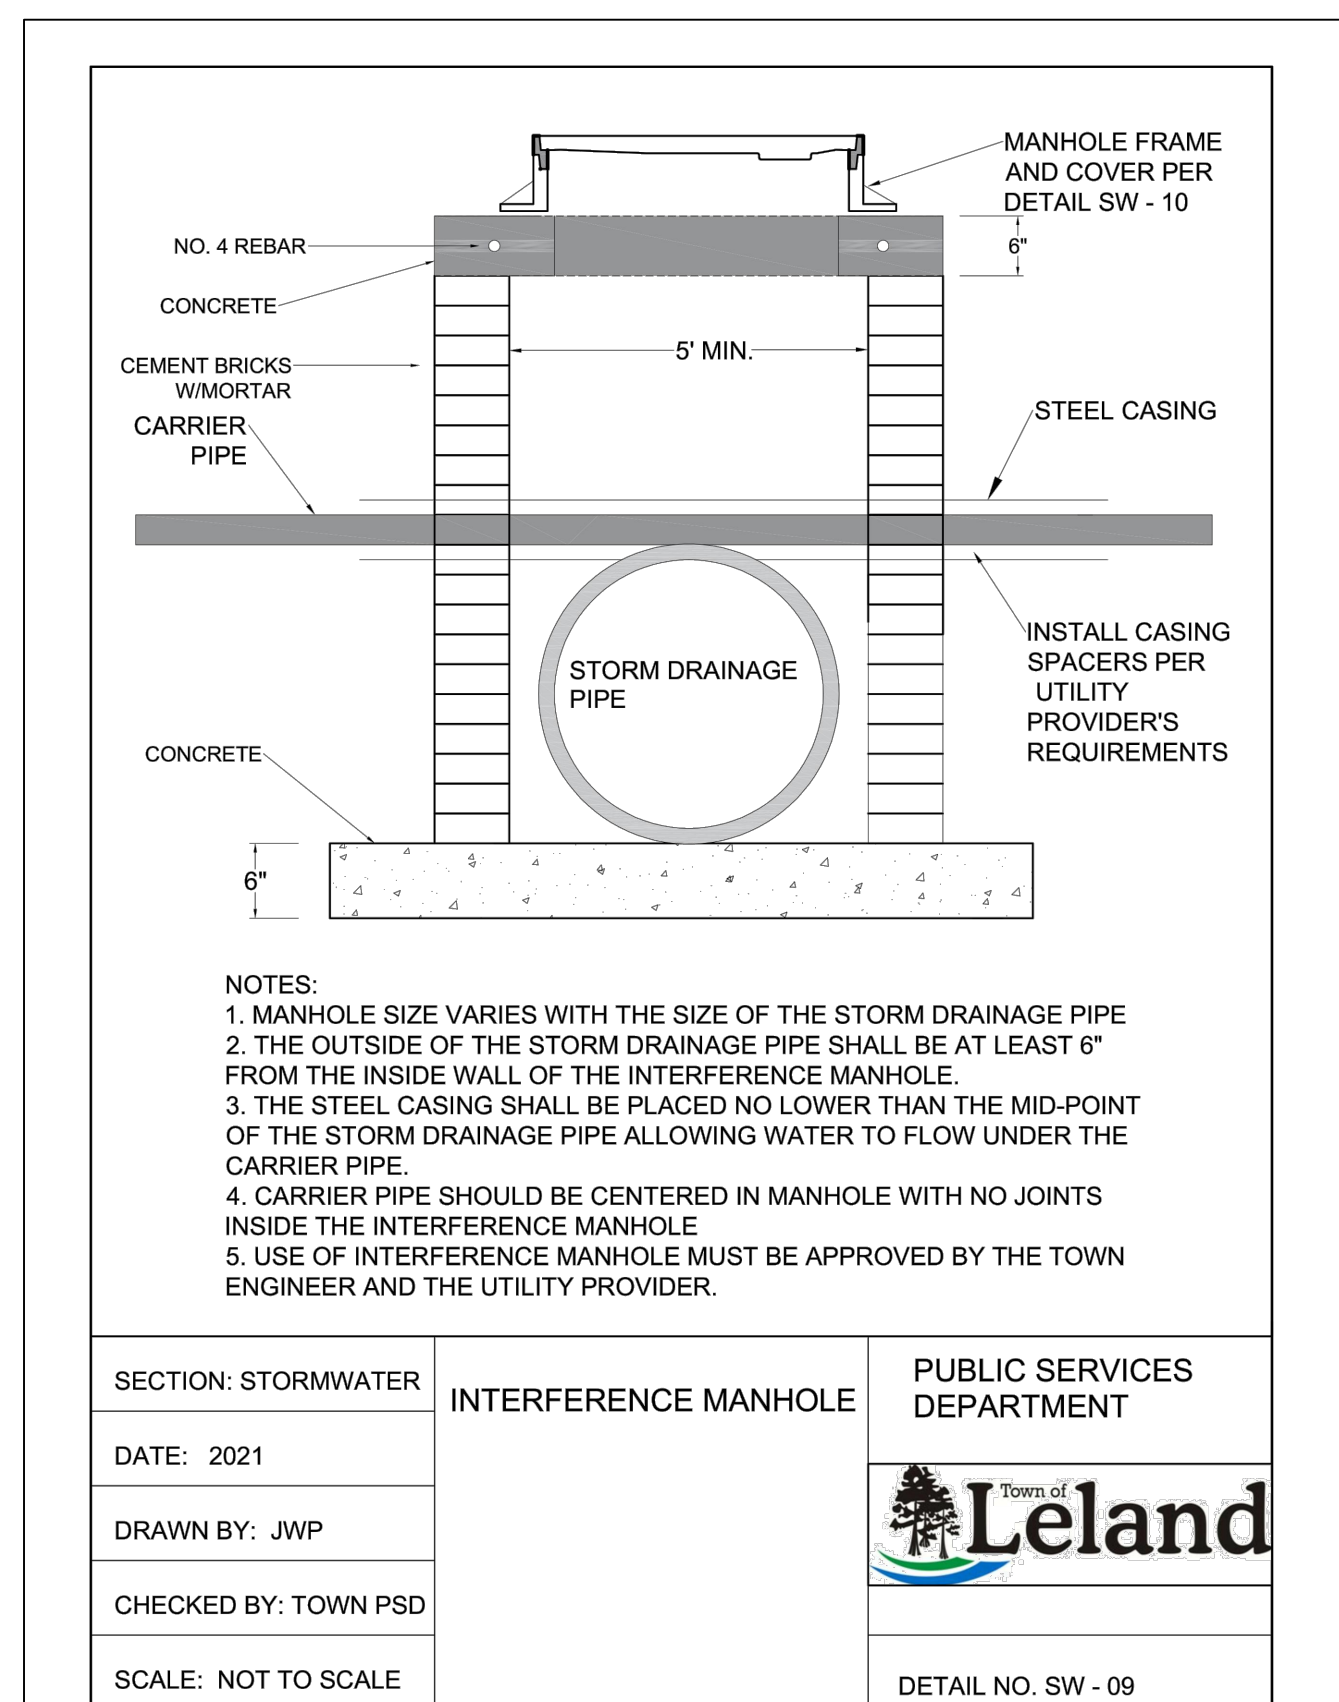 MANHOLE FRAME
AND COVER PER
DETAIL SW - 10
NO. 4 REBAR
6"
CONCRETE
5' MIN.
CEMENT BRICKS
W/MORTAR
CARRIER
PIPE
STEEL CASING
STORM DRAINAGE
PIPE
INSTALL CASING
SPACERS PER
UTILITY
PROVIDER'S
REQUIREMENTS
CONCRETE
6"
NOTES:
1. MANHOLE SIZE VARIES WITH THE SIZE OF THE STORM DRAINAGE PIPE
2. THE OUTSIDE OF THE STORM DRAINAGE PIPE SHALL BE AT LEAST 6"
FROM THE INSIDE WALL OF THE INTERFERENCE MANHOLE.
3. THE STEEL CASING SHALL BE PLACED NO LOWER THAN THE MID-POINT
OF THE STORM DRAINAGE PIPE ALLOWING WATER TO FLOW UNDER THE
CARRIER PIPE.
4. CARRIER PIPE SHOULD BE CENTERED IN MANHOLE WITH NO JOINTS
INSIDE THE INTERFERENCE MANHOLE
5. USE OF INTERFERENCE MANHOLE MUST BE APPROVED BY THE TOWN
ENGINEER AND THE UTILITY PROVIDER.
SECTION: STORMWATER
DATE: 2021
DRAWN BY: JWP
CHECKED BY: TOWN PSD
SCALE: NOT TO SCALE
INTERFERENCE MANHOLE
PUBLIC SERVICES
DEPARTMENT
Town of
Leland
DETAIL NO. SW - 09